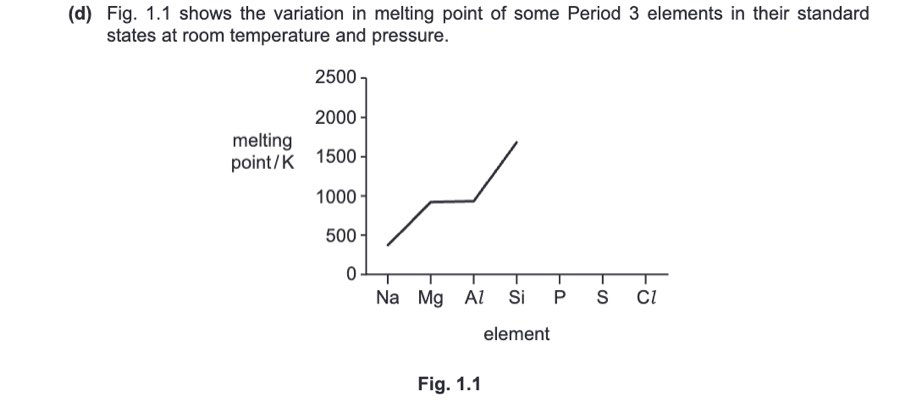 (d) Fig. 1.1 shows the variation in melting point of some Period 3 elements in their standard
states at room temperature and pressure.
2500
2000
melting
point/K
1500
1000
500
0
Na Mg Al Si P S Cl
element
Fig. 1.1